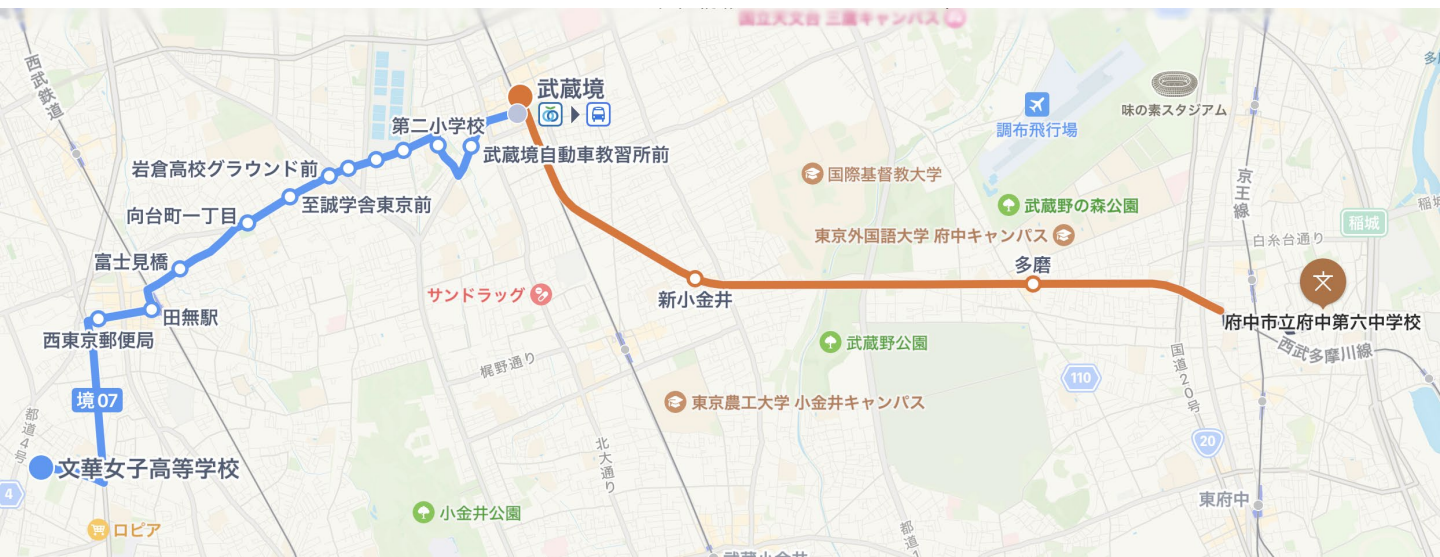 国立天文台 三鷹キャンパス
西武鉄道
武蔵境
味の素スタジアム
調布飛行場
第二小学校
武蔵境自動車教習所前
岩倉高校グラウンド前
国際基督教大学
京王線
至誠学舎東京前
武蔵野の森公園
向台町一丁目
稲城
東京外国語大学 府中キャンパス
白糸台通り
富士見橋
多磨
サンドラッグ
新小金井
田無駅
府中市立府中第六中学校
西東京郵便局
武蔵野公園
西武多摩川線
梶野通り
国道20号
110
境07
東京農工大学 小金井キャンパス
都道4号
20
北大通り
文華女子高等学校
4
東府中
小金井公園
ロピア
武蔵小金井